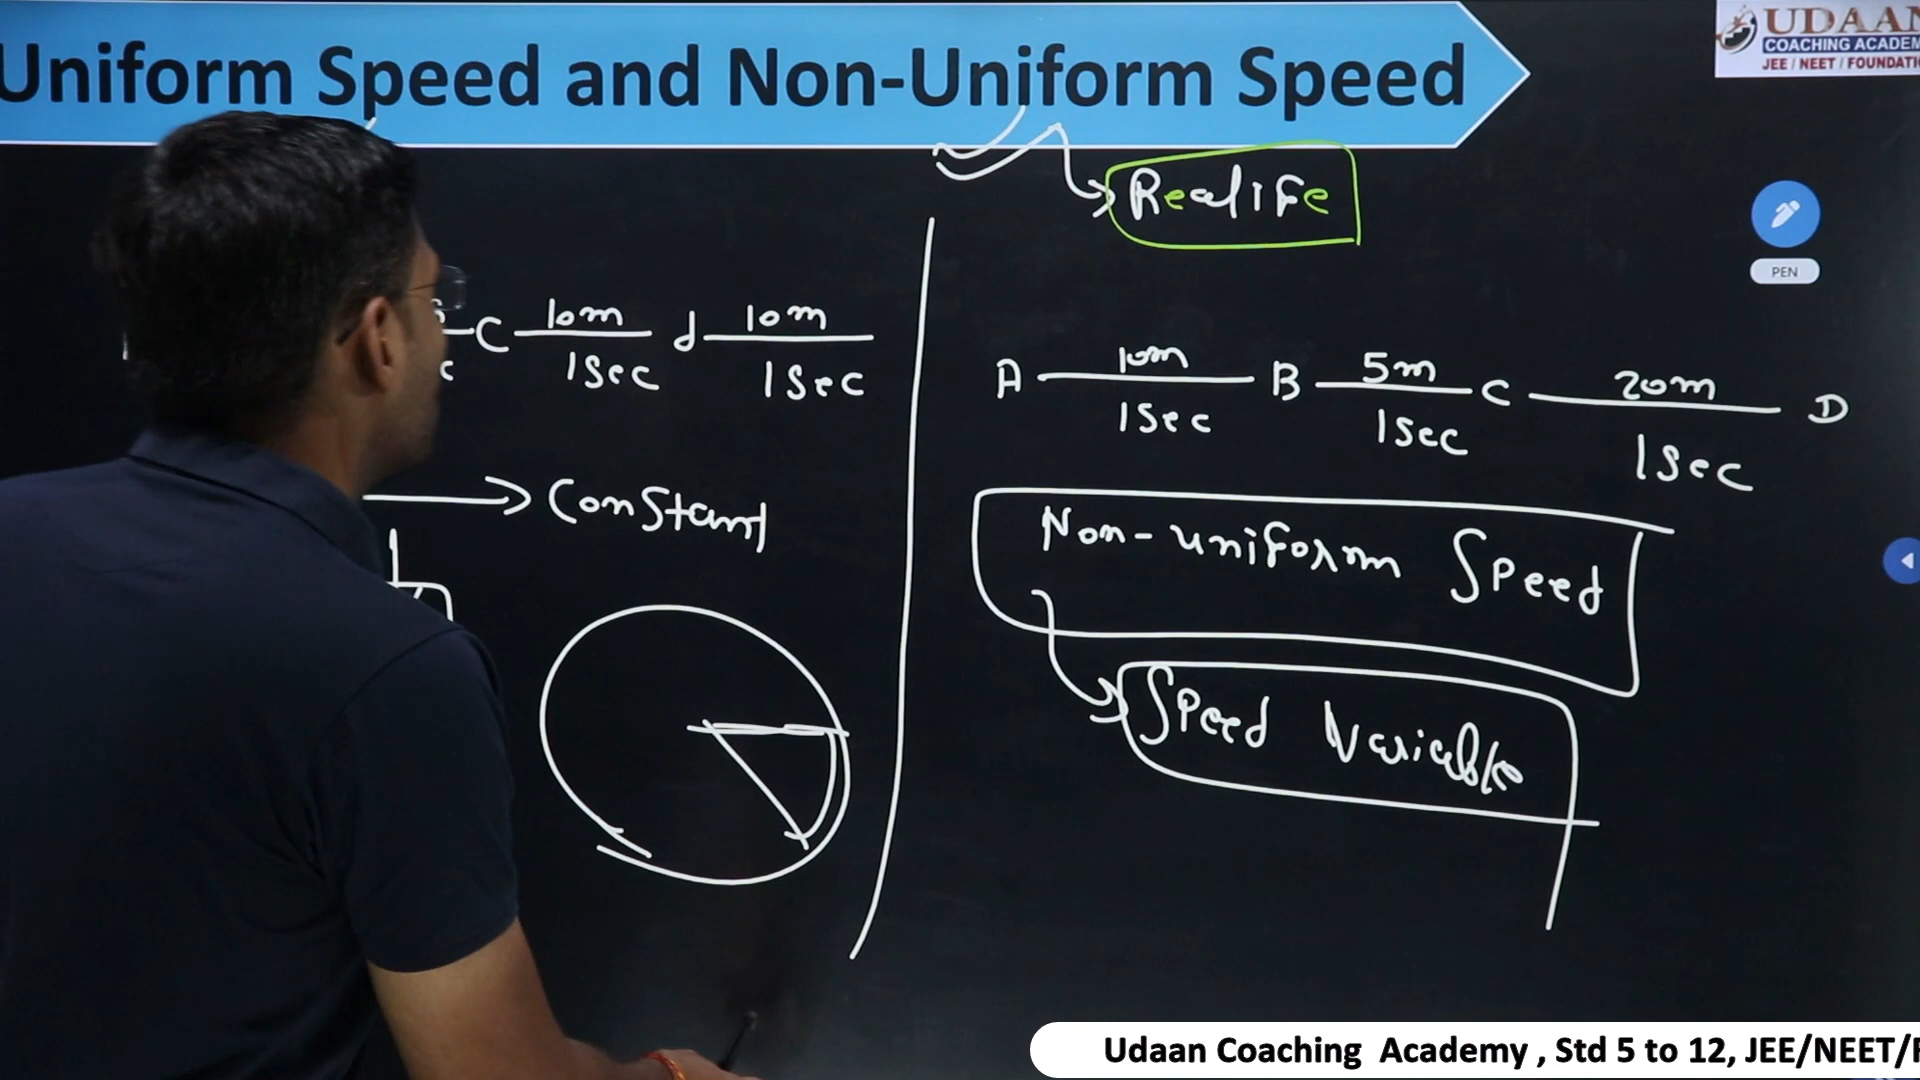 Uniform Speed and Non-Uniform Speed
UDAAN
COACHING ACADEM
JEE / NEET / FOUNDATI
Realife
PEN
C 10m d 10m
1Sec 1Sec
A 10m B 5m C 20m D
1Sec 1Sec 1Sec
Constant
Non-uniform Speed
Speed Variable
Udaan Coaching Academy , Std 5 to 12, JEE/NEET/F